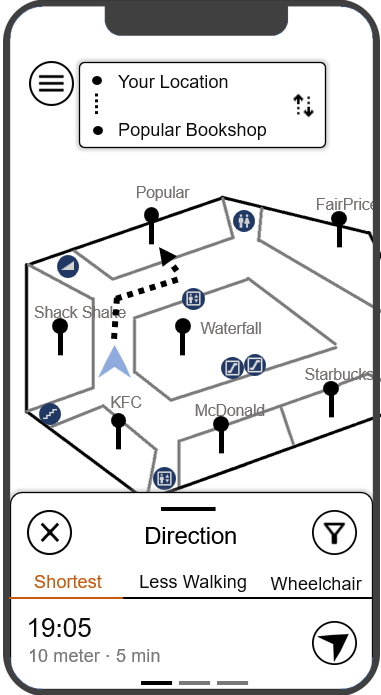 Your Location
Popular Bookshop
Popular
FairPrice
Shack Shake
Waterfall
Starbucks
KFC
McDonald
Direction
Shortest
Less Walking
Wheelchair
19:05
10 meter · 5 min